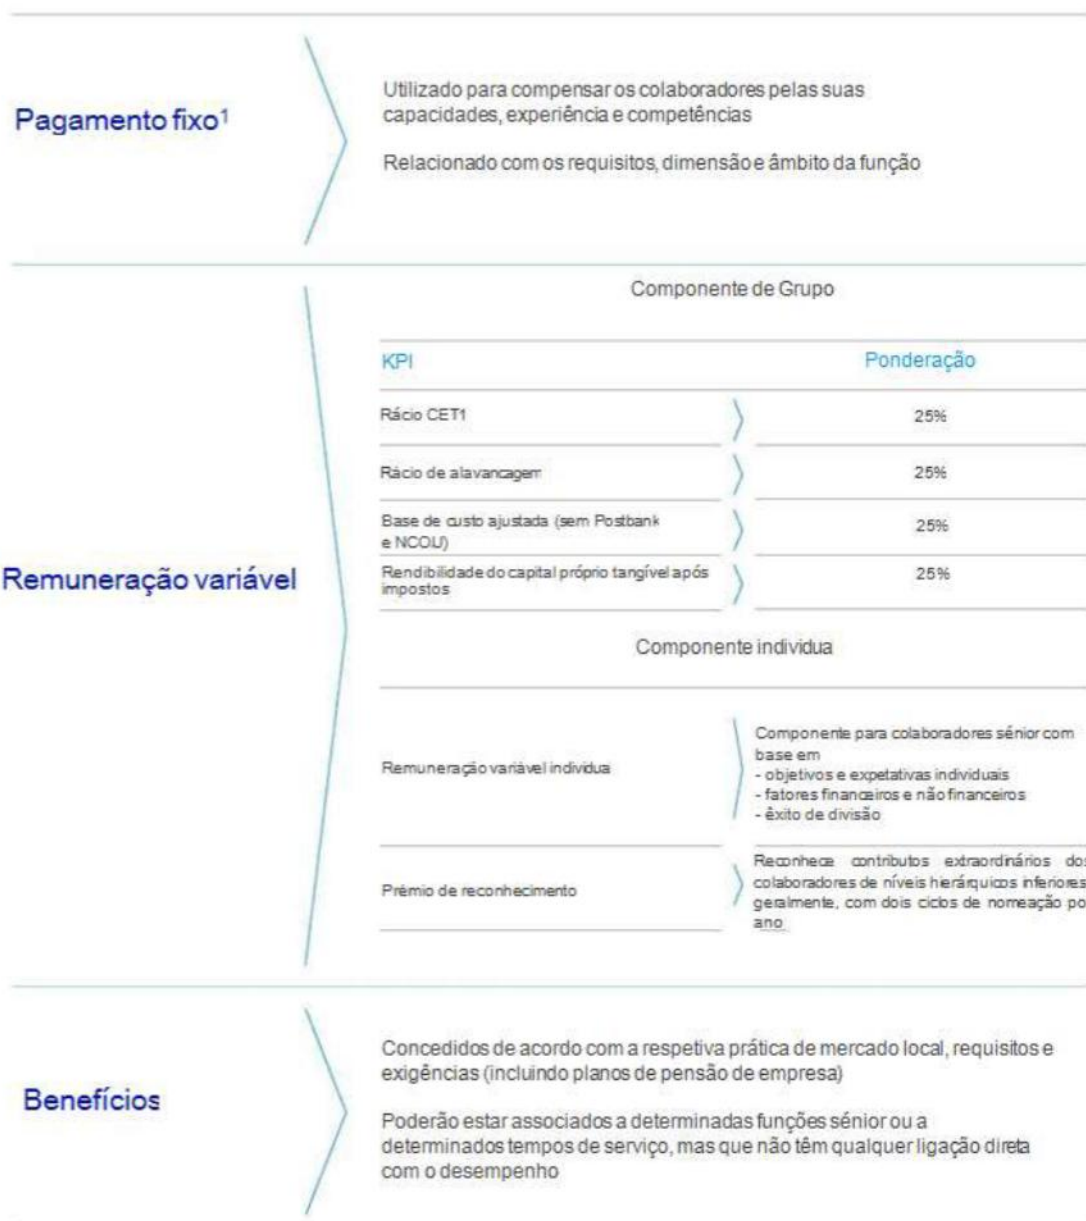 Pagamento fixo¹
Utilizado para compensar os colaboradores pelas suas
capacidades, experiência e competências
Relacionado com os requisitos, dimensão e âmbito da função
Remuneração variável
Componente de Grupo
KPI Ponderação
Rácio CET1 25%
Rácio de alavancagem 25%
Base de custo ajustada (sem Postbank
e NCOU) 25%
Rendibilidade do capital próprio tangível após
impostos 25%
Componente individua
Remuneração variável individua
Componente para colaboradores sénior com
base em
- objetivos e expetativas individuais
- fatores financeiros e não financeiros
- êxito de divisão
Prémio de reconhecimento
Reconhece contributos extraordinários dos
colaboradores de níveis hierárquicos inferiores
geralmente, com dois ciclos de nomeação po
ano
Benefícios
Concedidos de acordo com a respetiva prática de mercado local, requisitos e
exigências (incluindo planos de pensão de empresa)
Poderão estar associados a determinadas funções sénior ou a
determinados tempos de serviço, mas que não têm qualquer ligação direta
com o desempenho